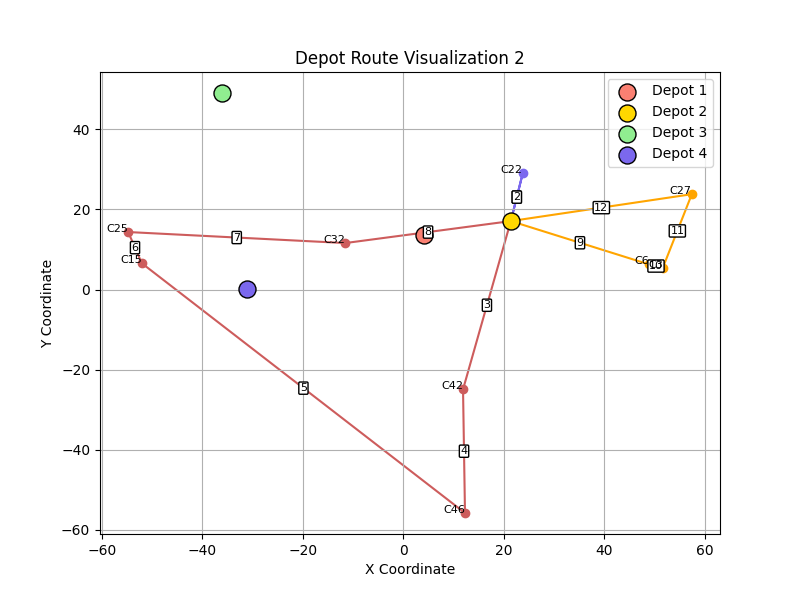 Depot Route Visualization 2
Depot 1
Depot 2
Depot 3
Depot 4
40
20
0
−20
−40
−60
Y Coordinate
C22
2
C27
12
C25
7
C32
8
9
11
6
C15
C6
10
3
C42
5
4
C46
−60
−40
−20
0
20
40
60
X Coordinate